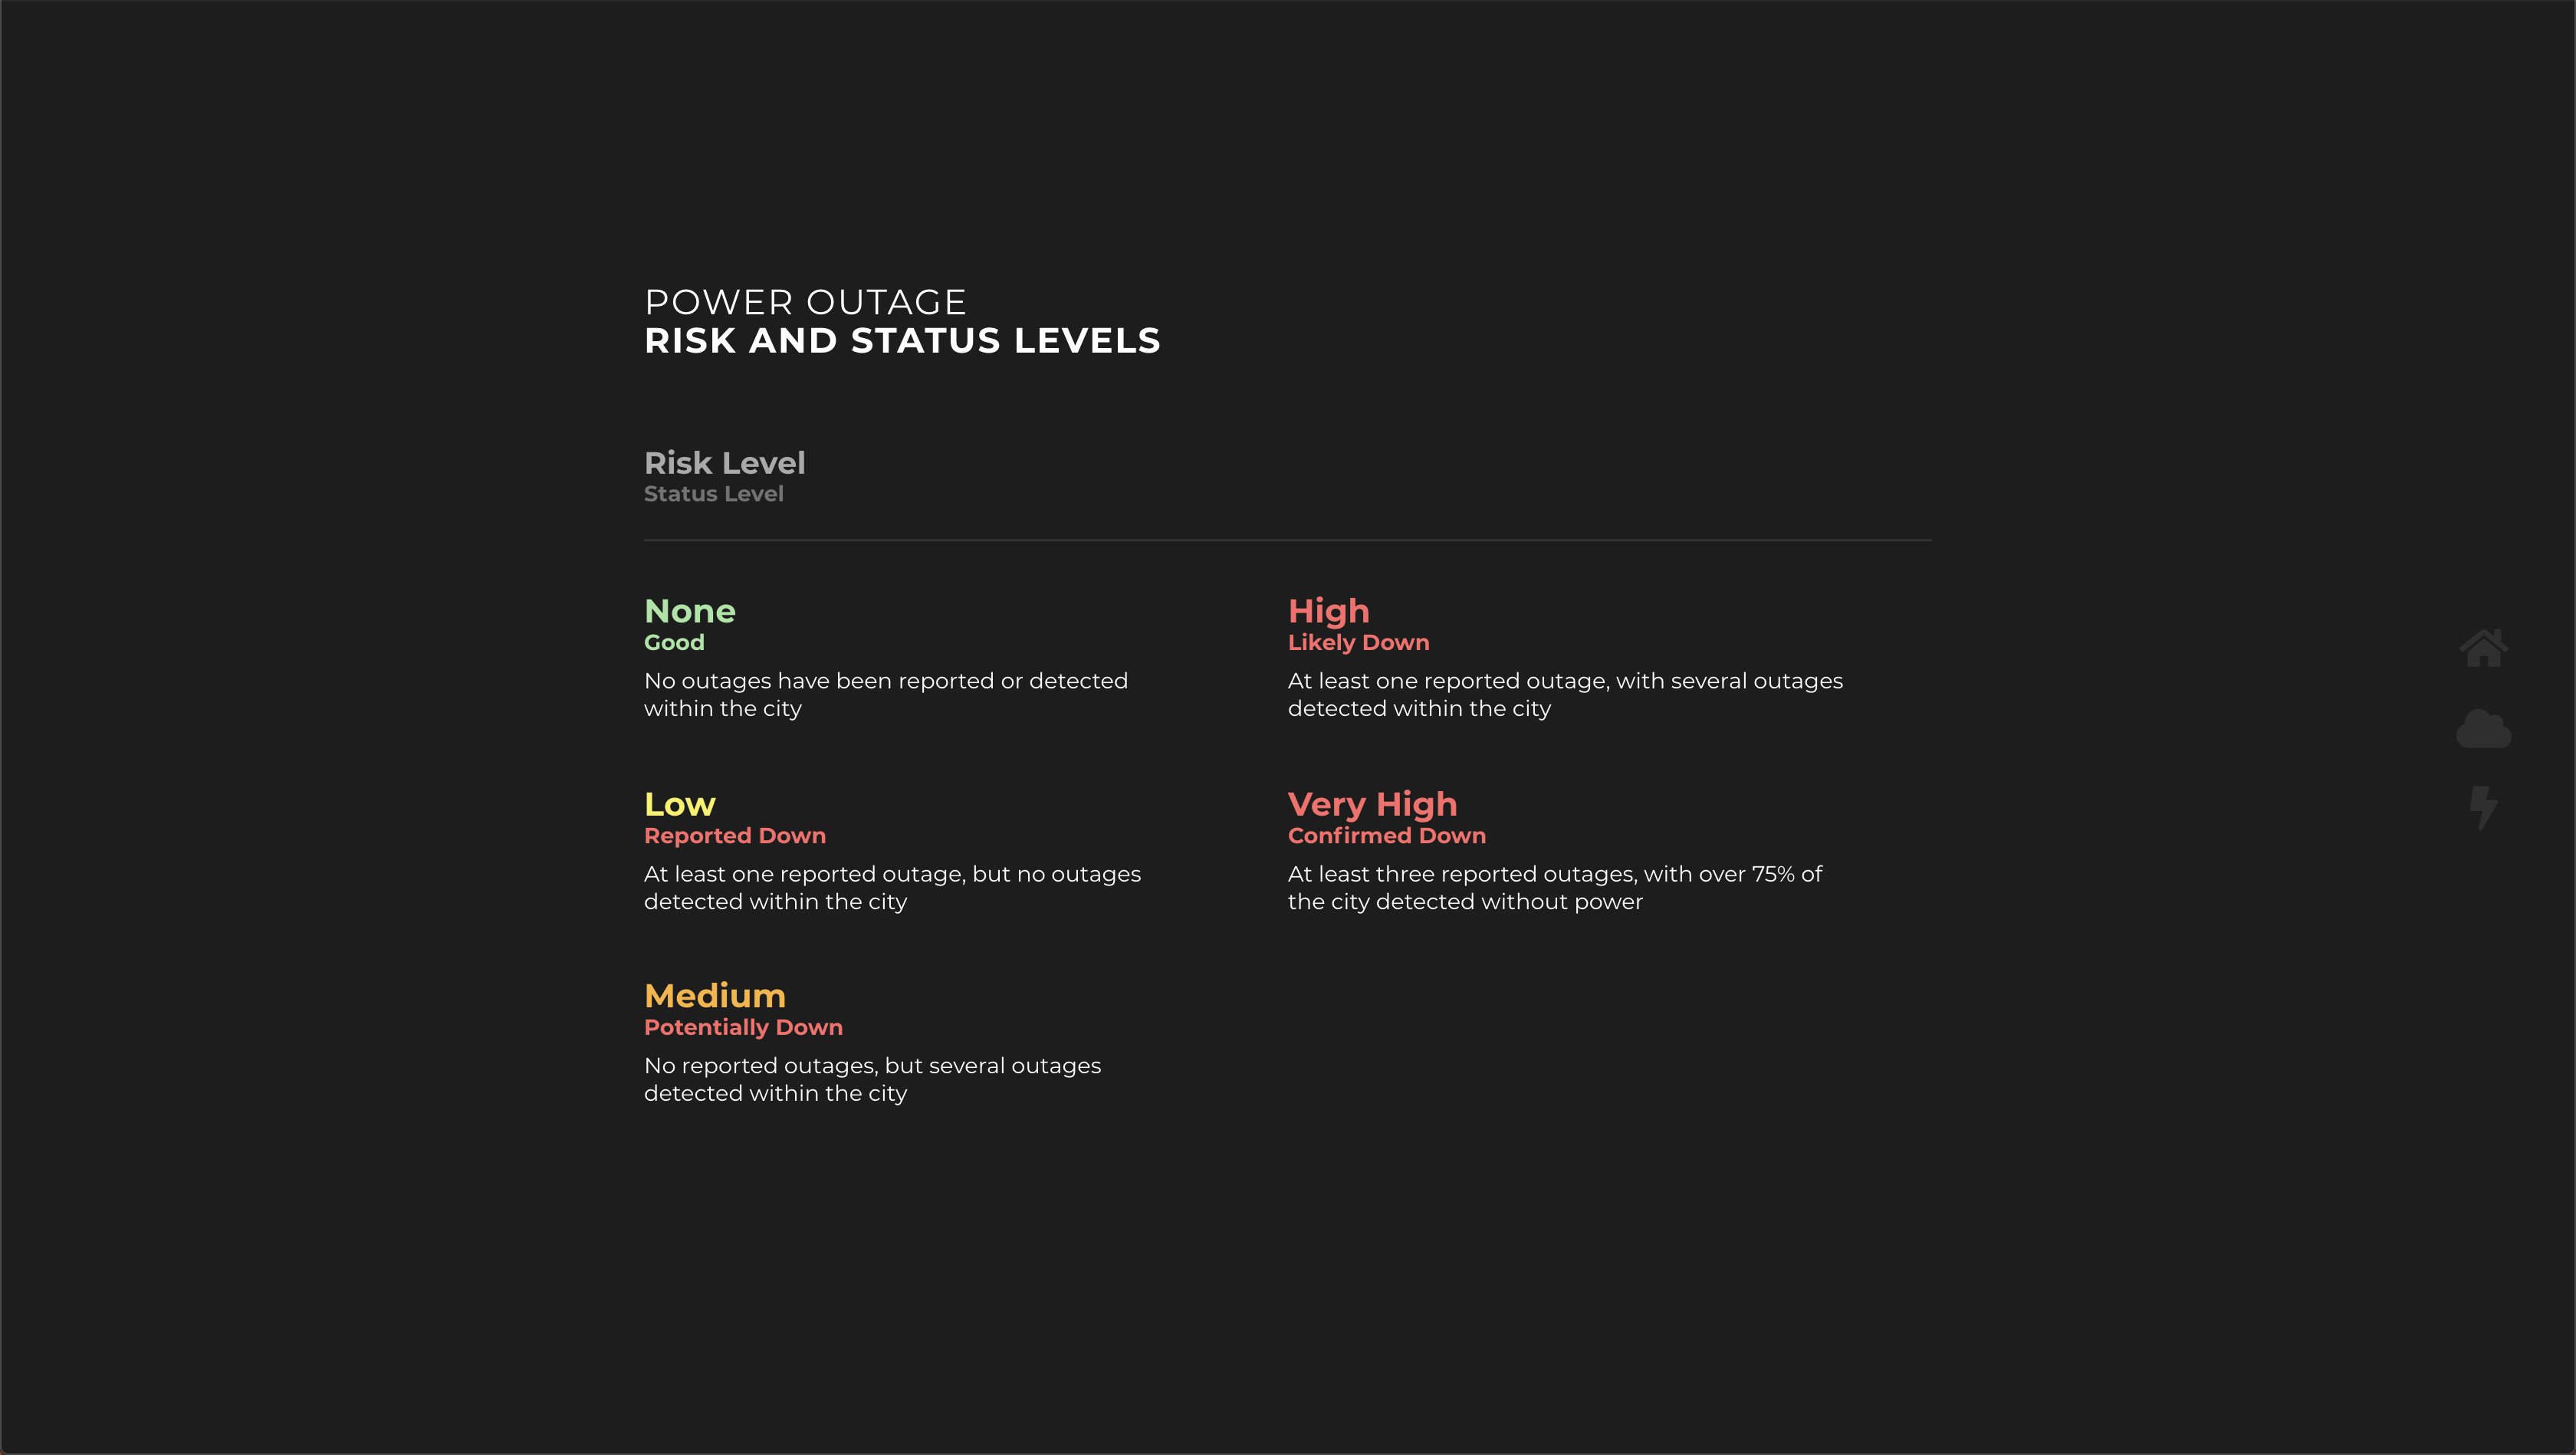 POWER OUTAGE
RISK AND STATUS LEVELS
Risk Level
Status Level
None
Good
No outages have been reported or detected
within the city
Low
Reported Down
At least one reported outage, but no outages
detected within the city
Medium
Potentially Down
No reported outages, but several outages
detected within the city
High
Likely Down
At least one reported outage, with several outages
detected within the city
Very High
Confirmed Down
At least three reported outages, with over 75% of
the city detected without power